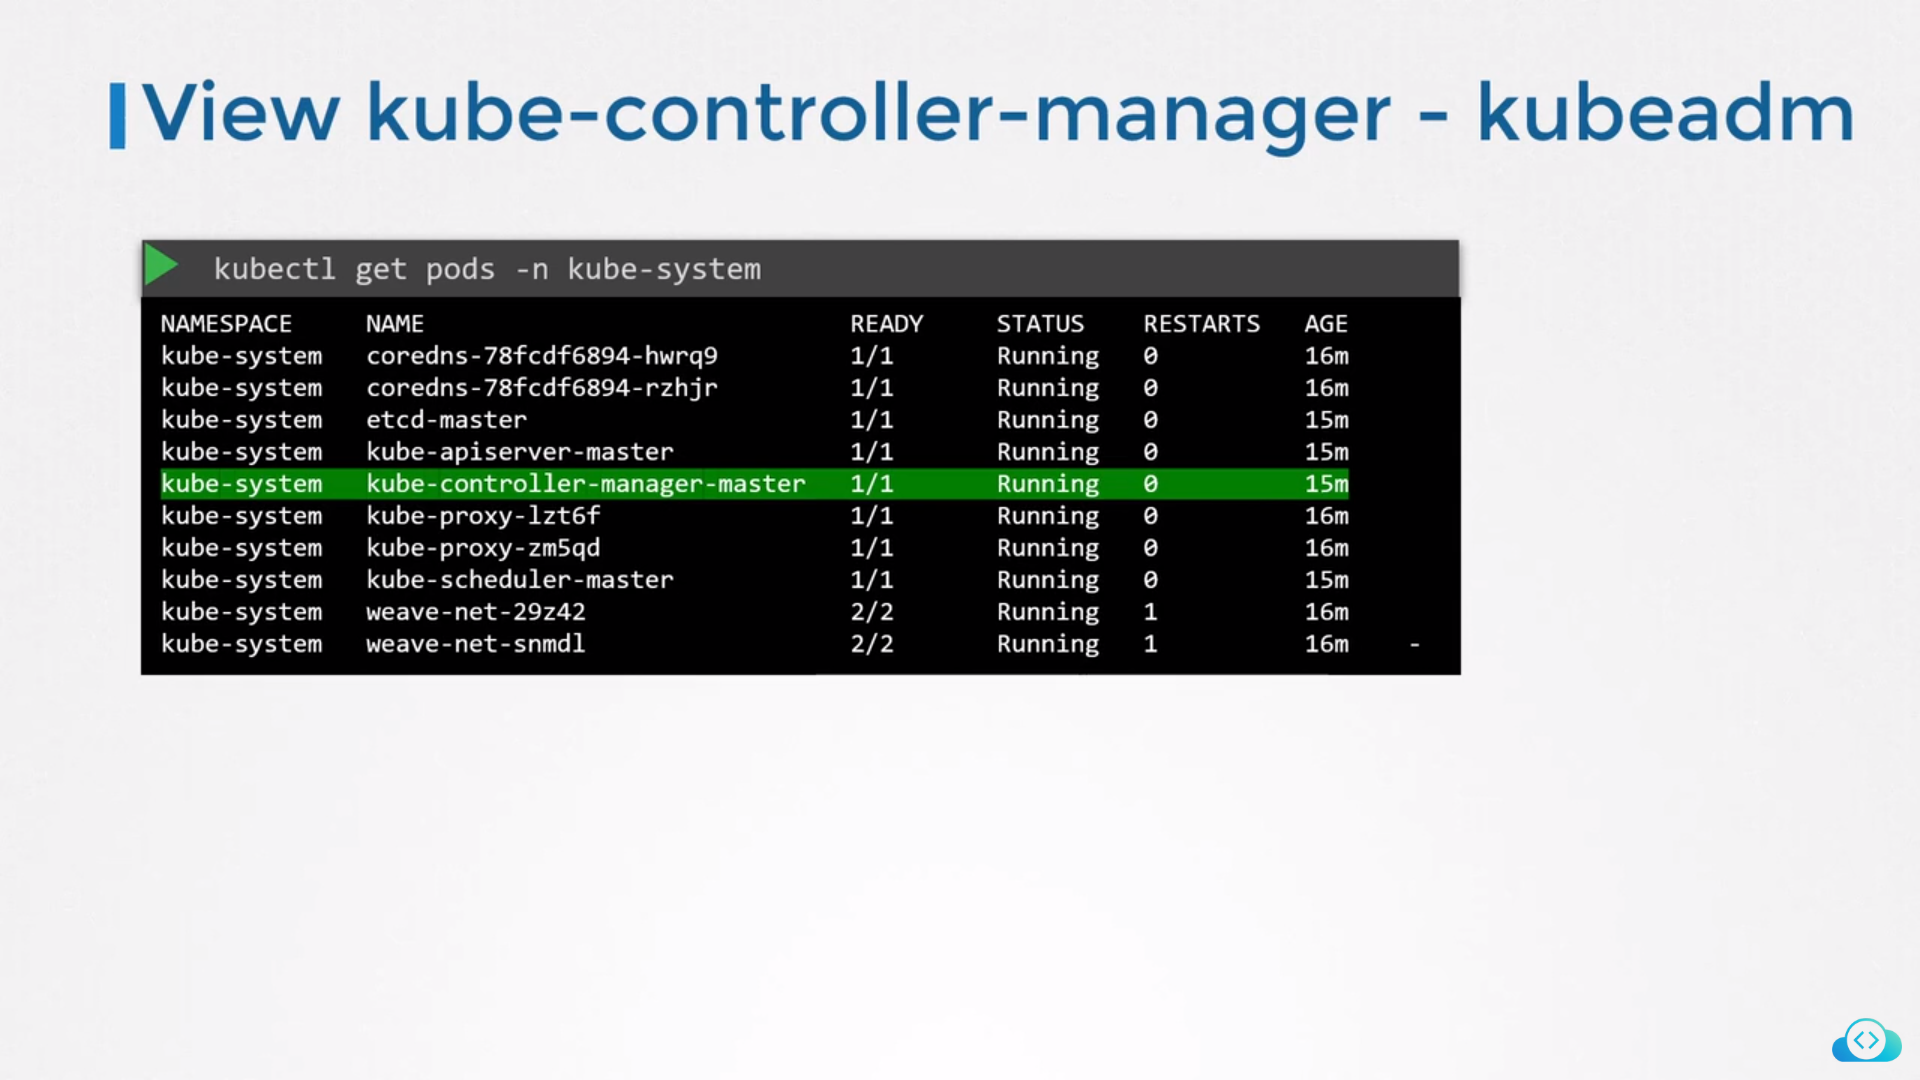 View kube-controller-manager - kubeadm
kubectl get pods -n kube-system
NAMESPACE NAME READY STATUS RESTARTS AGE
kube-system coredns-78fcdf6894-hwrq9 1/1 Running 0 16m
kube-system coredns-78fcdf6894-rzhjr 1/1 Running 0 16m
kube-system etcd-master 1/1 Running 0 15m
kube-system kube-apiserver-master 1/1 Running 0 15m
kube-system kube-controller-manager-master 1/1 Running 0 15m
kube-system kube-proxy-lzt6f 1/1 Running 0 16m
kube-system kube-proxy-zm5qd 1/1 Running 0 16m
kube-system kube-scheduler-master 1/1 Running 0 15m
kube-system weave-net-29z42 2/2 Running 1 16m
kube-system weave-net-snmdl 2/2 Running 1 16m -